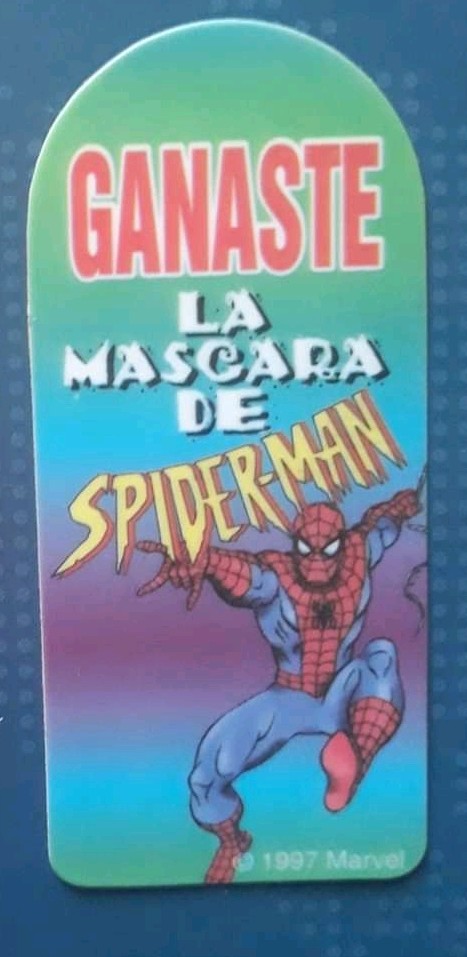 GANASTE
LA
MASCARA
DE
SPIDER-MAN
© 1997 Marvel